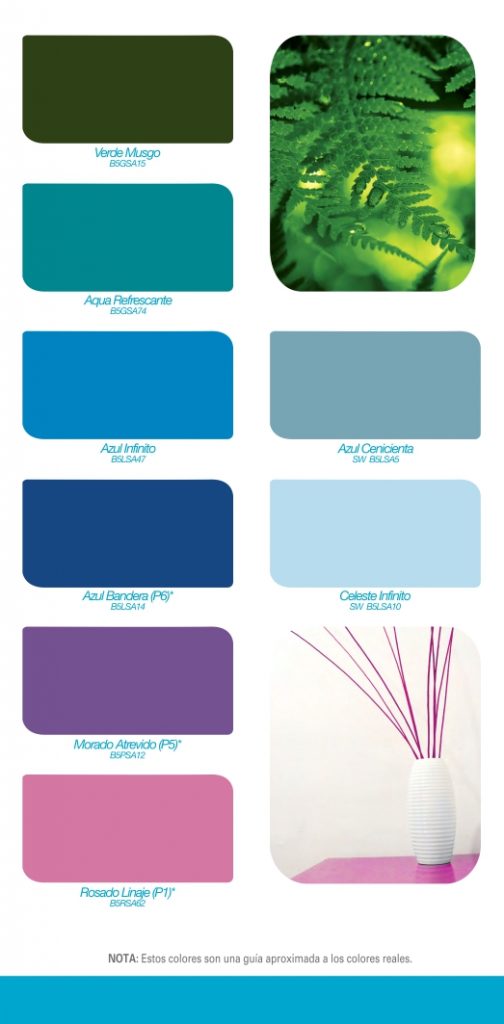 Verde Musgo
B5GSA15
Aqua Refrescante
B5GSA74
Azul Infinito
B5LSA47
Azul Cenicienta
SW B5LSA5
Azul Bandera (P6)*
B5LSA14
Celeste Infinito
SW B5LSA10
Morado Atrevido (P5)*
B5PSA12
Rosado Linaje (P1)*
B5RSA62
NOTA: Estos colores son una guía aproximada a los colores reales.